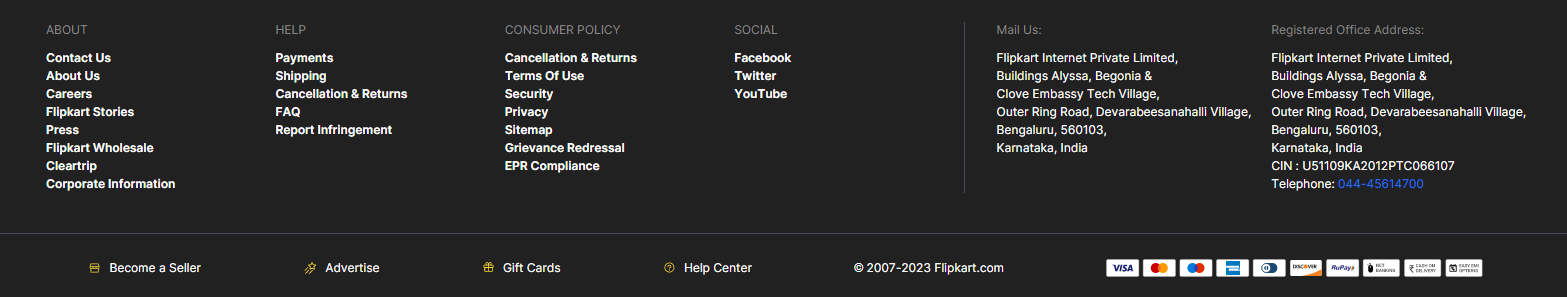 ABOUT
Contact Us
About Us
Careers
Flipkart Stories
Press
Flipkart Wholesale
Cleartrip
Corporate Information
HELP
Payments
Shipping
Cancellation & Returns
FAQ
Report Infringement
CONSUMER POLICY
Cancellation & Returns
Terms Of Use
Security
Privacy
Sitemap
Grievance Redressal
EPR Compliance
SOCIAL
Facebook
Twitter
YouTube
Mail Us:
Flipkart Internet Private Limited,
Buildings Alyssa, Begonia &
Clove Embassy Tech Village,
Outer Ring Road, Devarabeesanahalli Village,
Bengaluru, 560103,
Karnataka, India
Registered Office Address:
Flipkart Internet Private Limited,
Buildings Alyssa, Begonia &
Clove Embassy Tech Village,
Outer Ring Road, Devarabeesanahalli Village,
Bengaluru, 560103,
Karnataka, India
CIN : U51109KA2012PTC066107
Telephone: 044-45614700
Become a Seller
Advertise
Gift Cards
Help Center
© 2007-2023 Flipkart.com
VISA
DISCOVER
RuPay
NET
BANKING
CASH ON
DELIVERY
EASY EMI
OPTIONS